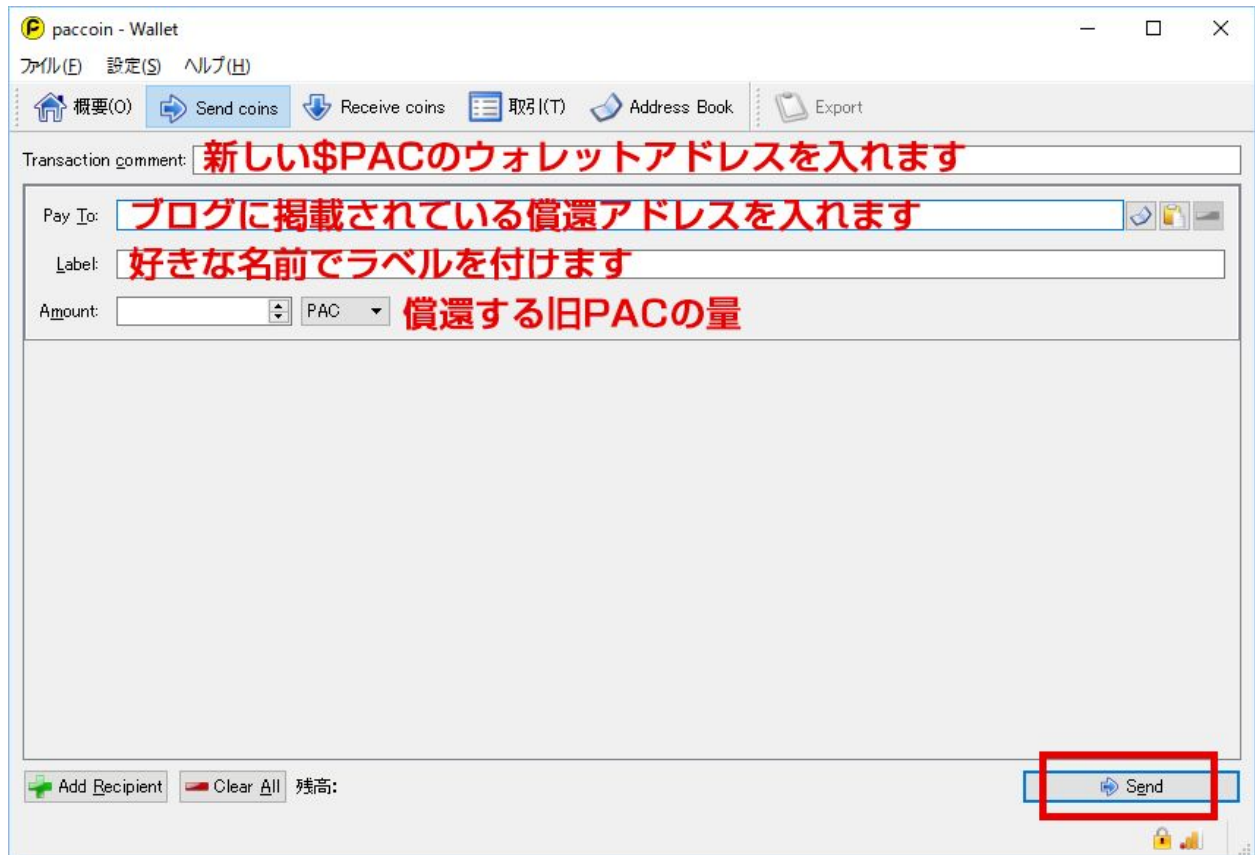 paccoin - Wallet
ファイル(F) 設定(S) ヘルプ(H)
概要(O) Send coins Receive coins 取引(T) Address Book Export
Transaction comment: 新しい$PACのウォレットアドレスを入れます
Pay To: ブログに掲載されている償還アドレスを入れます
Label: 好きな名前でラベルを付けます
Amount: PAC 償還する旧PACの量
Add Recipient Clear All 残高: Send